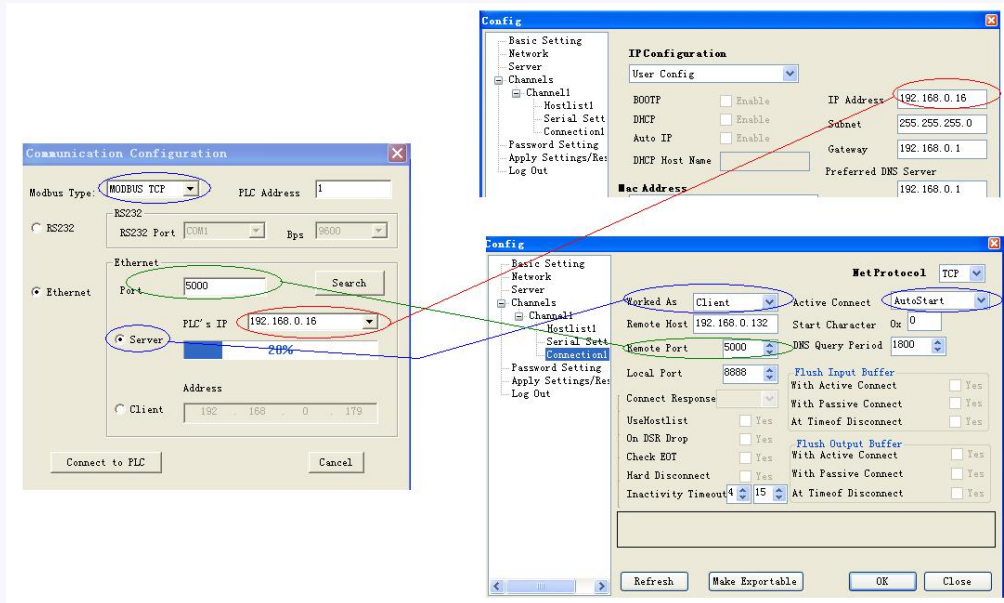 Communication Configuration
Modbus Type: MODBUS TCP PLC Address 1
RS232
RS232 RS232 Port COM1 Bps 9600
Ethernet
Ethernet Port 5000 Search
PLC's IP 192.168.0.16
Server
20%
Address
Client 192 . 168 . 0 . 179
Connect to PLC Cancel
Config
Basic Setting
Network
Server
Channels
Channel1
Hostlist1
Serial Sett
Connection1
Password Setting
Apply Settings/Res
Log Out
IPConfiguration
User Config
BOOTP Enable IP Address 192.168.0.16
DHCP Enable Subnet 255.255.255.0
Auto IP Enable Gateway 192.168.0.1
DHCP Host Name Preferred DNS Server
Mac Address 192.168.0.1
Config
Basic Setting
Network
Server
Channels
Channel1
Hostlist1
Serial Sett
Connection1
Password Setting
Apply Settings/Res
Log Out
NetProtocol TCP
Worked As Client Active Connect AutoStart
Remote Host 192.168.0.132 Start Character 0x 0
Remote Port 5000 DNS Query Period 1800
Local Port 8888 Flush Input Buffer
With Active Connect Yes
Connect Response With Passive Connect Yes
UseHostlist Yes At Timeof Disconnect Yes
On DSR Drop Yes Flush Output Buffer
Check EOT Yes With Active Connect Yes
Hard Disconnect Yes With Passive Connect Yes
Inactivity Timeout 4 15 At Timeof Disconnect Yes
Refresh Make Exportable OK Close